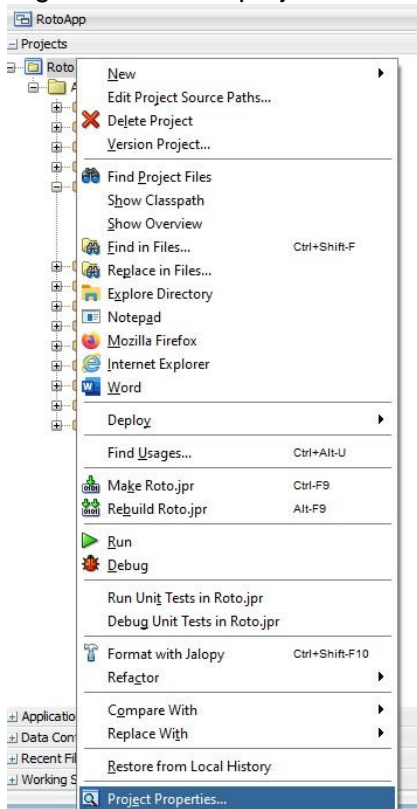 RotoApp
Projects
Roto
New
Edit Project Source Paths...
Delete Project
Version Project...
Find Project Files
Show Classpath
Show Overview
Find in Files... Ctrl+Shift-F
Replace in Files...
Explore Directory
Notepad
Mozilla Firefox
Internet Explorer
Word
Deploy
Find Usages... Ctrl+Alt-U
Make Roto.jpr Ctrl-F9
Rebuild Roto.jpr Alt-F9
Run
Debug
Run Unit Tests in Roto.jpr
Debug Unit Tests in Roto.jpr
Format with Jalopy Ctrl+Shift-F10
Refactor
Compare With
Applicatio
Replace With
Data Con
Recent Fil
Restore from Local History
Working S
Project Properties...